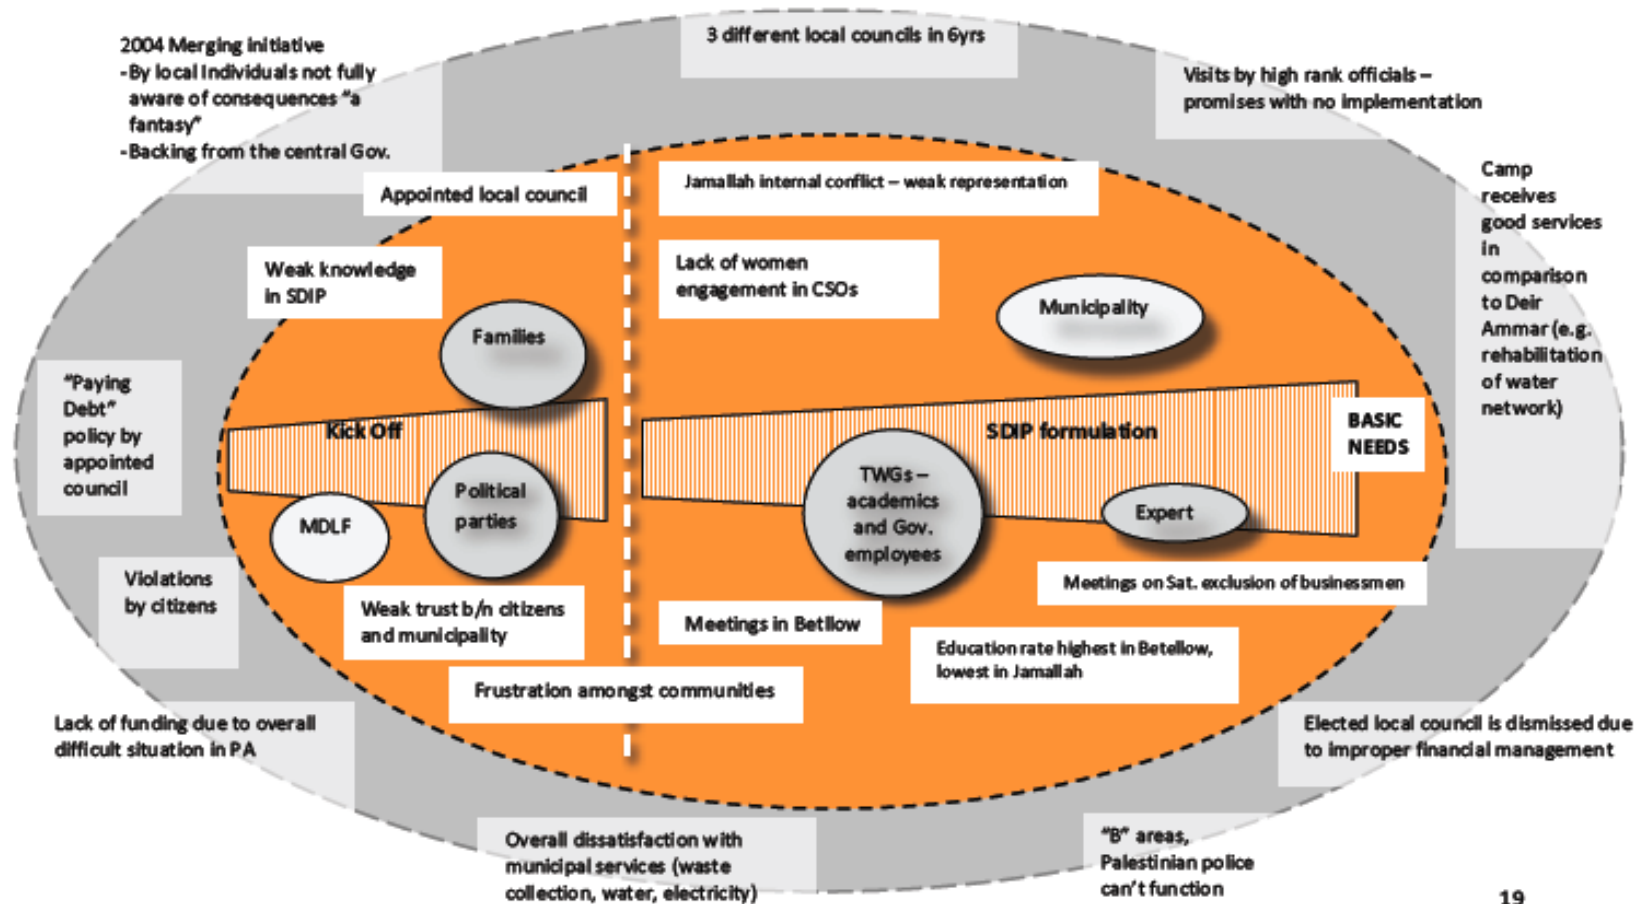 2004 Merging initiative
-By local Individuals not fully
aware of consequences "a
fantasy"
-Backing from the central Gov.
3 different local councils in 6yrs
Visits by high rank officials –
promises with no implementation
Camp
receives
good services
in
comparison
to Deir
Ammar (e.g.
rehabilitation
of water
network)
Appointed local council
Jamallah internal conflict – weak representation
Weak knowledge
in SDIP
Lack of women
engagement in CSOs
Families
Municipality
"Paying
Debt"
policy by
appointed
council
Kick Off
SDIP formulation
BASIC
NEEDS
MDLF
Political
parties
TWGs –
academics
and Gov.
employees
Expert
Violations
by citizens
Weak trust b/n citizens
and municipality
Meetings in Betllow
Meetings on Sat. exclusion of businessmen
Education rate highest in Betellow,
lowest in Jamallah
Frustration amongst communities
Lack of funding due to overall
difficult situation in PA
Elected local council is dismissed due
to improper financial management
Overall dissatisfaction with
municipal services (waste
collection, water, electricity)
"B" areas,
Palestinian police
can't function
19